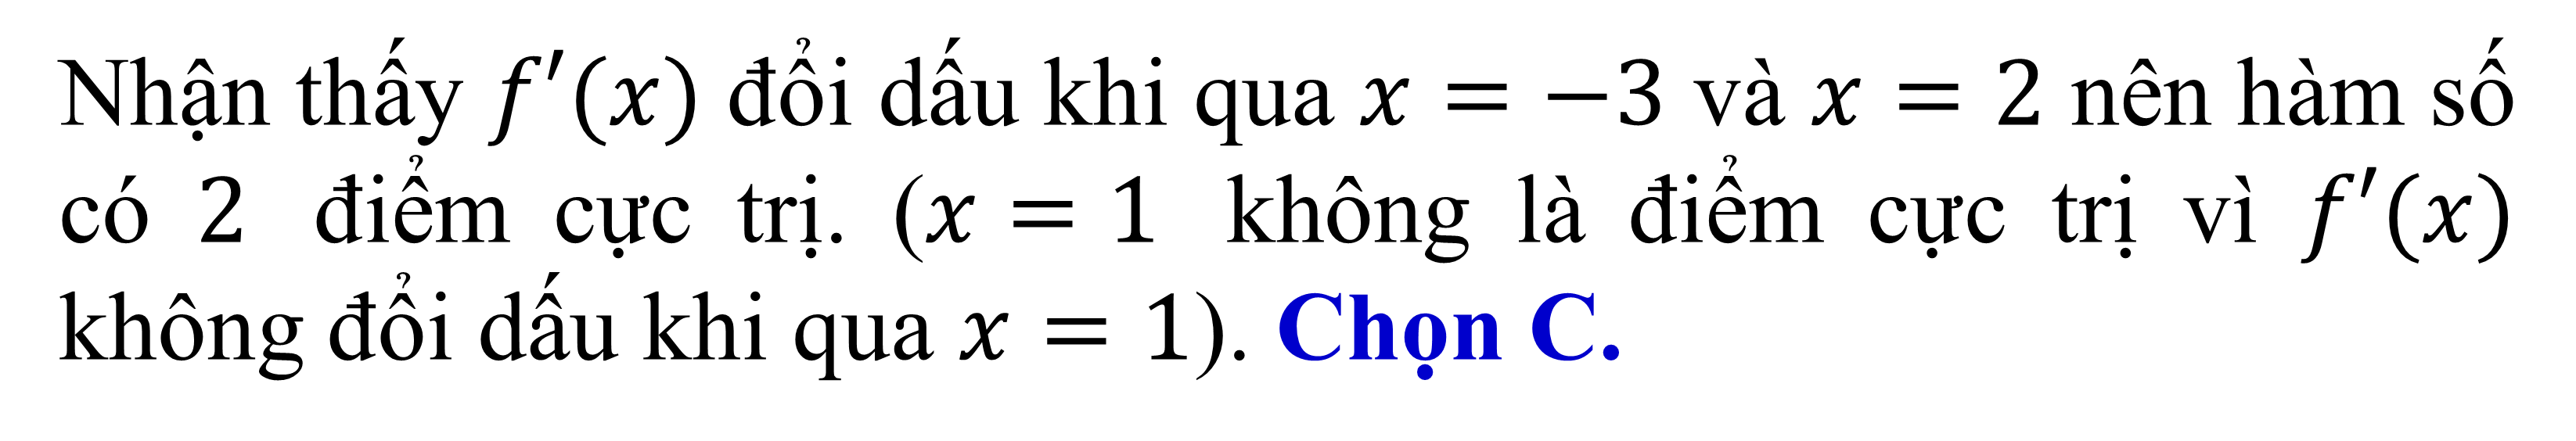 Nhận thấy f′(x) đổi dấu khi qua x = −3 và x = 2 nên hàm số
có 2 điểm cực trị. (x = 1 không là điểm cực trị vì f′(x)
không đổi dấu khi qua x = 1). Chọn C.